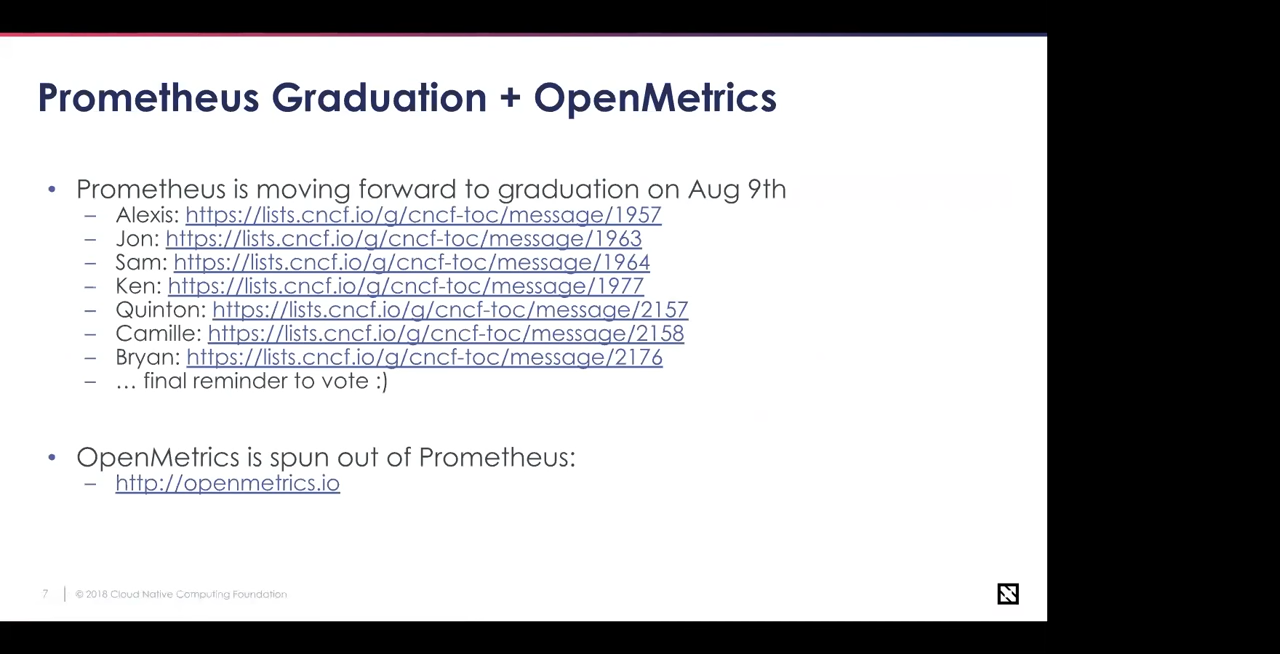 Prometheus Graduation + OpenMetrics
• Prometheus is moving forward to graduation on Aug 9th
– Alexis: https://lists.cncf.io/g/cncf-toc/message/1957
– Jon: https://lists.cncf.io/g/cncf-toc/message/1963
– Sam: https://lists.cncf.io/g/cncf-toc/message/1964
– Ken: https://lists.cncf.io/g/cncf-toc/message/1977
– Quinton: https://lists.cncf.io/g/cncf-toc/message/2157
– Camille: https://lists.cncf.io/g/cncf-toc/message/2158
– Bryan: https://lists.cncf.io/g/cncf-toc/message/2176
– … final reminder to vote :)
• OpenMetrics is spun out of Prometheus:
– http://openmetrics.io
7 | © 2018 Cloud Native Computing Foundation